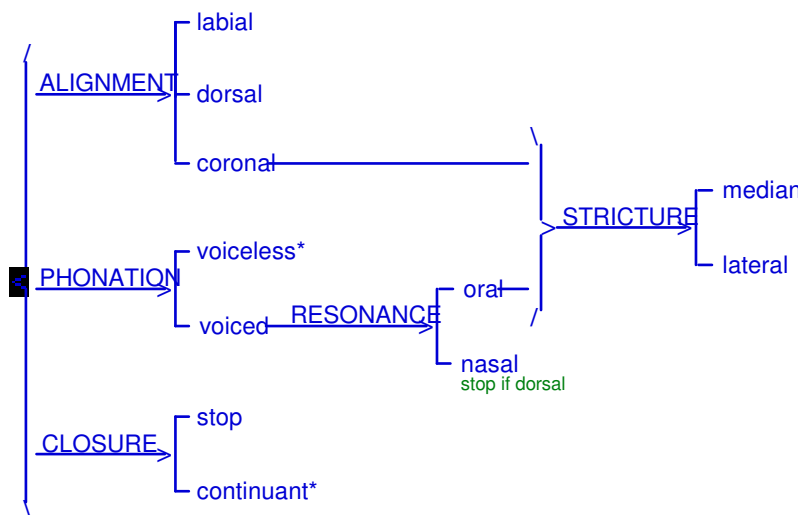 labial
ALIGNMENT
dorsal
coronal
median
STRICTURE
voiceless*
lateral
PHONATION
oral
RESONANCE
voiced
nasal
stop if dorsal
stop
CLOSURE
continuant*